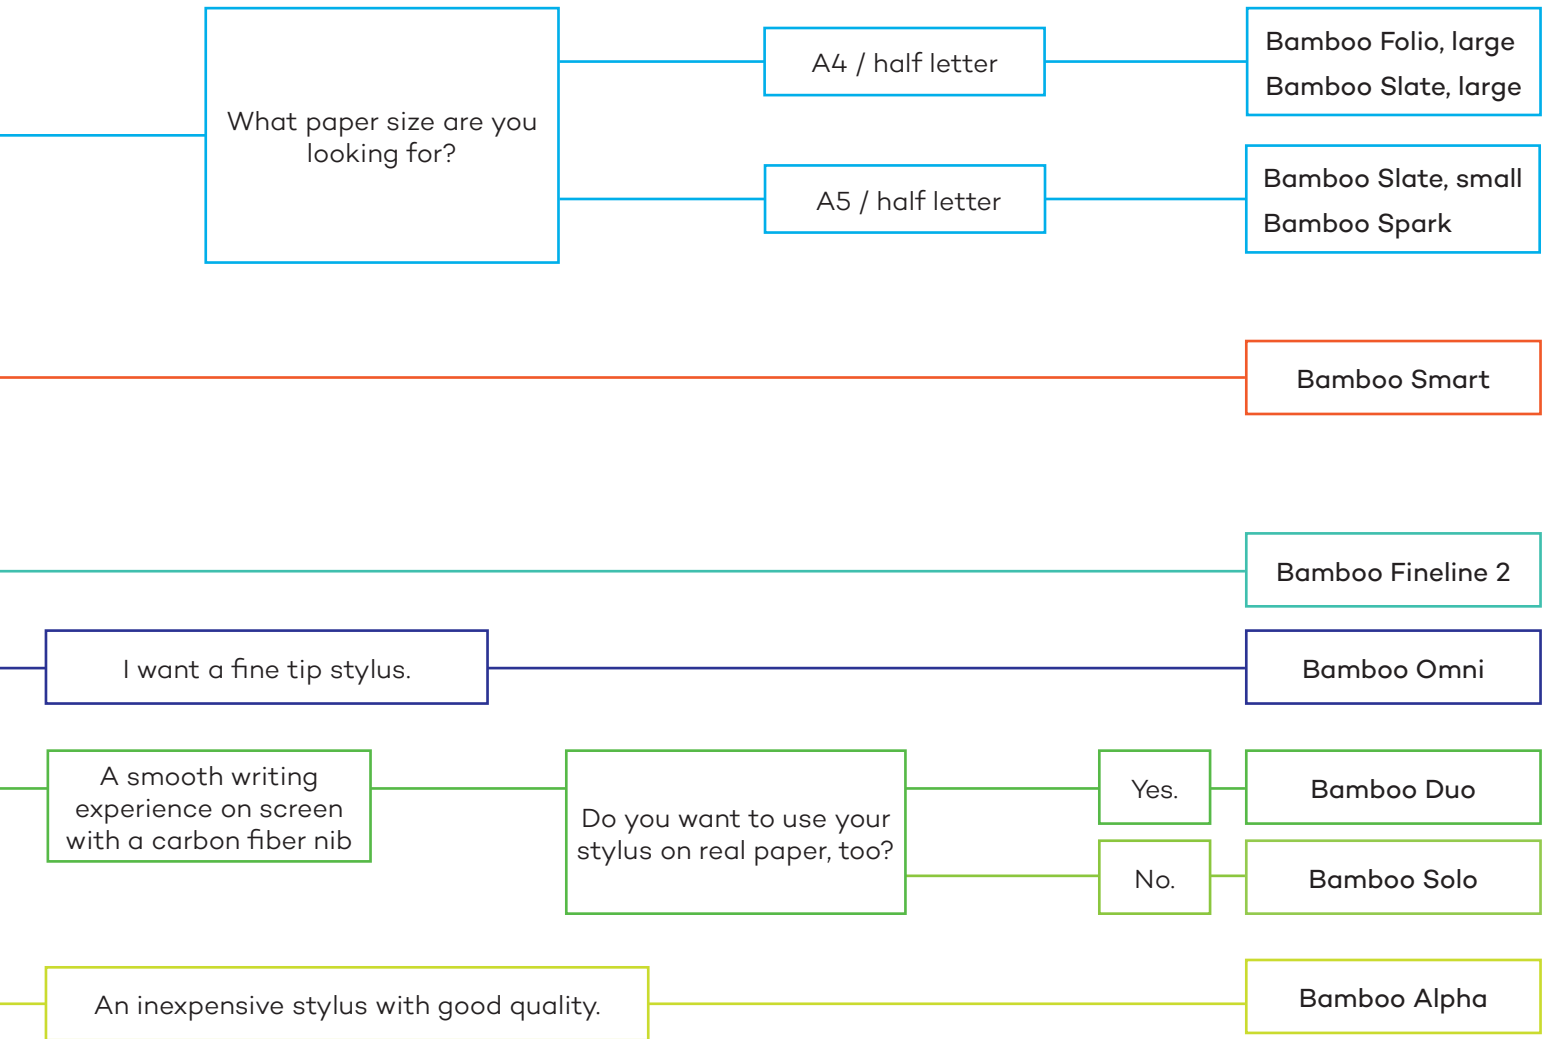 What paper size are you
looking for?
A4 / half letter
Bamboo Folio, large
Bamboo Slate, large
A5 / half letter
Bamboo Slate, small
Bamboo Spark
Bamboo Smart
Bamboo Fineline 2
I want a fine tip stylus.
Bamboo Omni
A smooth writing
experience on screen
with a carbon fiber nib
Do you want to use your
stylus on real paper, too?
Yes.
Bamboo Duo
No.
Bamboo Solo
An inexpensive stylus with good quality.
Bamboo Alpha